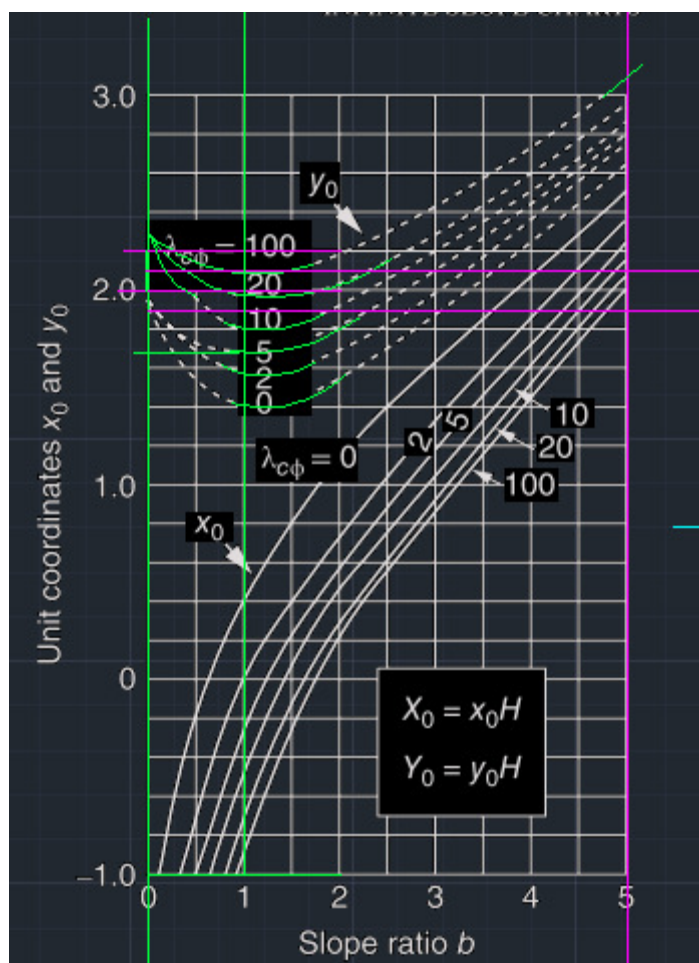 3.0
y₀
λcϕ – 100
20
2.0
10
5
2
0
2
5
10
λcϕ = 0
20
1.0
100
x₀
Unit coordinates x₀ and y₀
0
X₀ = x₀H
Y₀ = y₀H
−1.0
0 1 2 3 4 5
Slope ratio b